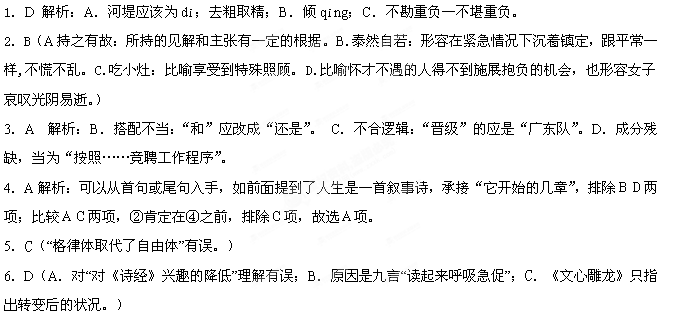 1. D 解析：A．河堤应该为dí；去粗取精；B．倾qīng；C．不勘重负—不堪重负。
2. B（A 持之有故：所持的见解和主张有一定的根据。B.泰然自若：形容在紧急情况下沉着镇定，跟平常一
样,不慌不乱。C.吃小灶：比喻享受到特殊照顾。D.比喻怀才不遇的人得不到施展抱负的机会，也形容女子
哀叹光阴易逝。）
3. A 解析：B．搭配不当：“和”应改成“还是”。 C．不合逻辑：“晋级”的应是“广东队”。D．成分残
缺，当为“按照……竞聘工作程序”。
4. A解析：可以从首句或尾句入手，如前面提到了人生是一首叙事诗，承接“它开始的几章”，排除ＢＤ两
项；比较ＡＣ两项，②肯定在④之前，排除Ｃ项，故选Ａ项。
5. C（“格律体取代了自由体”有误。）
6. D（A．对“对《诗经》兴趣的降低”理解有误；B．原因是九言“读起来呼吸急促”；C．《文心雕龙》只指
出转变后的状况。）